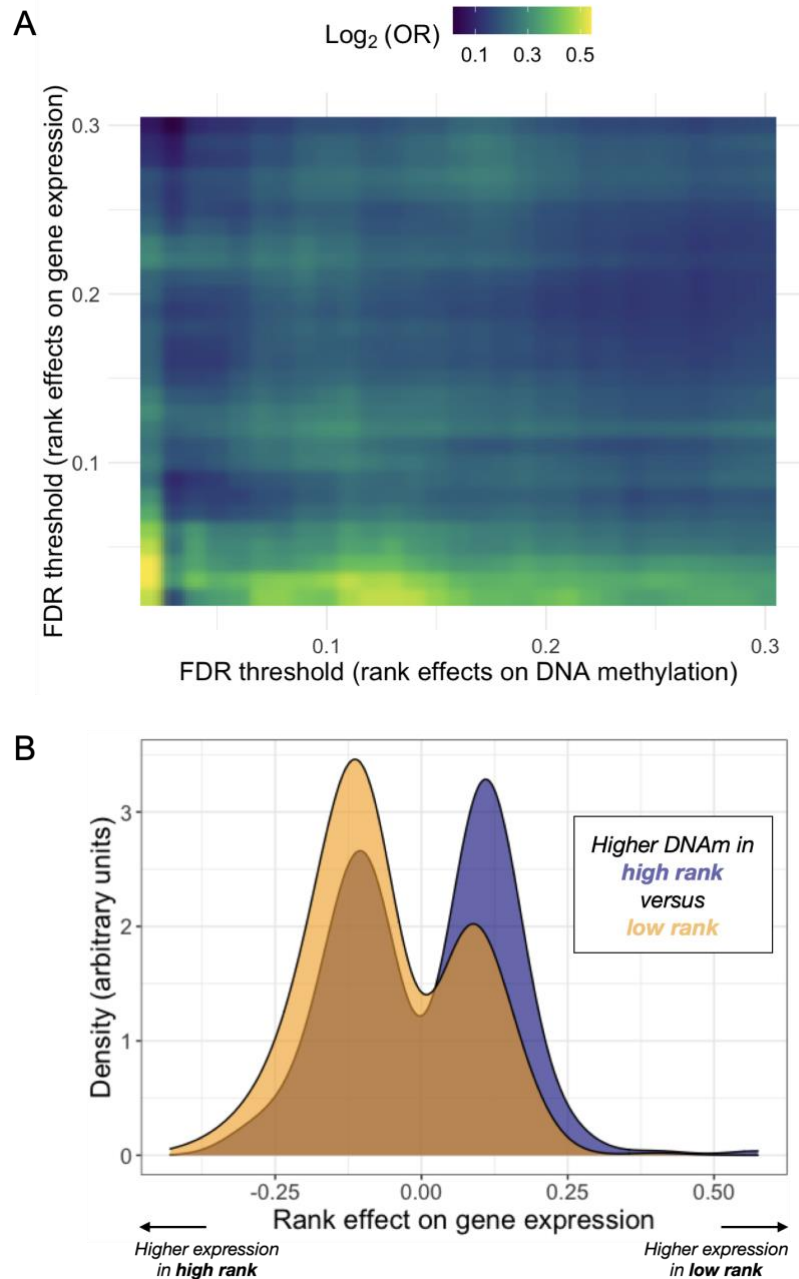 A
Log2 (OR)
0.1 0.3 0.5
FDR threshold (rank effects on gene expression)
0.3
0.2
0.1
0.1 0.2 0.3
FDR threshold (rank effects on DNA methylation)
B
Density (arbitrary units)
3
2
1
0
Higher DNAm in
high rank
versus
low rank
-0.25 0.00 0.25 0.50
Rank effect on gene expression
Higher expression
in high rank
Higher expression
in low rank